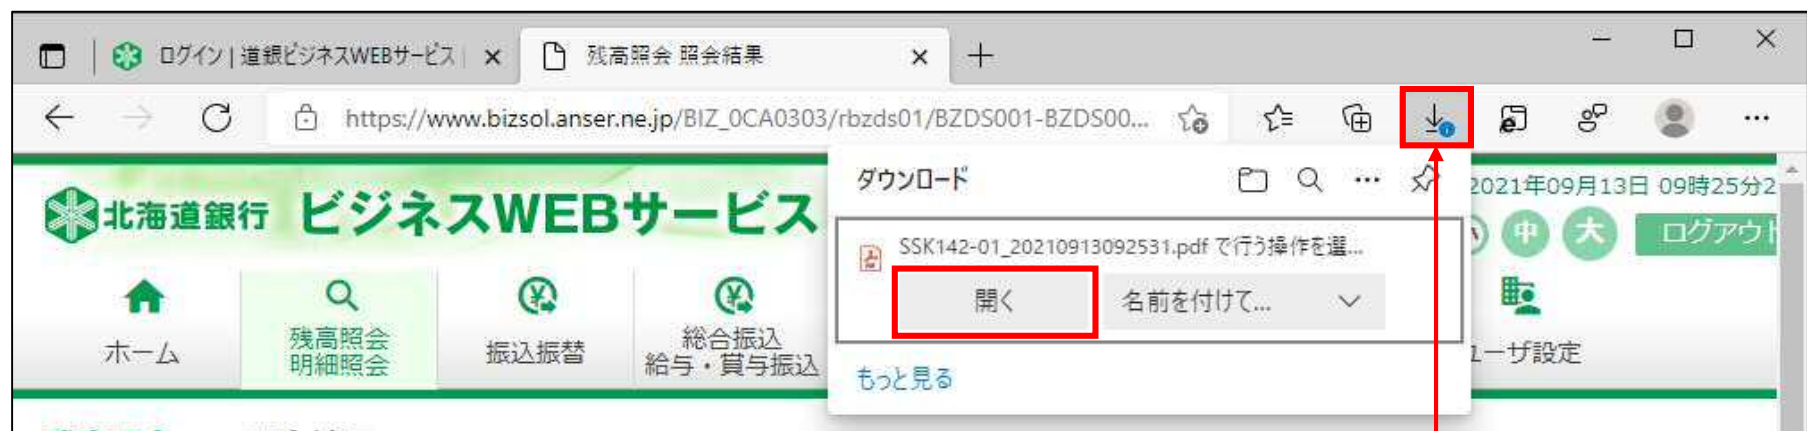 ログイン | 道銀ビジネスWEBサービス
残高照会 照会結果
https://www.bizsol.anser.ne.jp/BIZ_0CA0303/rbzds01/BZDS001-BZDS00...
ダウンロード
2021年09月13日 09時25分2
北海道銀行 ビジネスWEBサービス
中 大 ログアウト
SSK142-01_20210913092531.pdf で行う操作を選...
開く 名前を付けて...
ホーム
残高照会
明細照会
振込振替
総合振込
給与・賞与振込
ユーザ設定
もっと見る